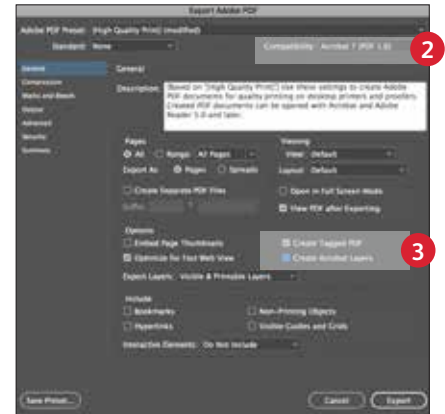 Export Adobe PDF
Adobe PDF Preset: [High Quality Print] (modified)
Standard: None
Compatibility: Acrobat 7 (PDF 1.6)
2
General
Compression
Marks and Bleeds
Output
Advanced
Security
Summary
General
Description: [Based on '[High Quality Print]'] Use these settings to create Adobe
PDF documents for quality printing on desktop printers and proofers.
Created PDF documents can be opened with Acrobat and Adobe
Reader 5.0 and later.
Pages
All Range: All Pages
Export As: Pages Spreads
Create Separate PDF Files
Suffix:
Viewing
View: Default
Layout: Default
Open in Full Screen Mode
View PDF after Exporting
Options
Embed Page Thumbnails
Optimize for Fast Web View
Create Tagged PDF
Create Acrobat Layers
3
Export Layers: Visible & Printable Layers
Include
Bookmarks
Hyperlinks
Non-Printing Objects
Visible Guides and Grids
Interactive Elements: Do Not Include
Save Preset...
Cancel
Export